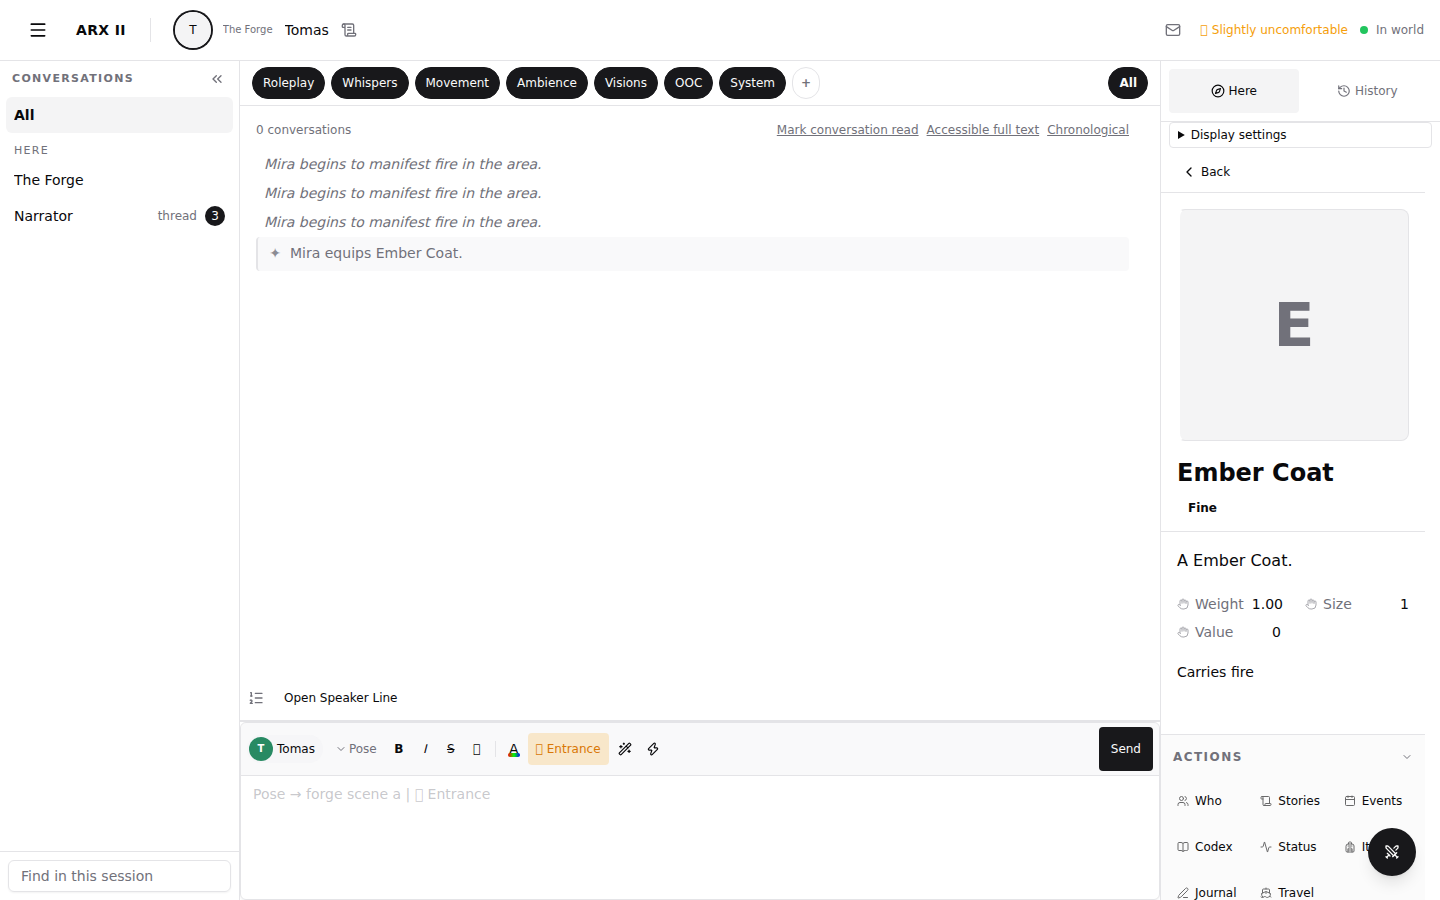 ARX II
T
The Forge
Tomas
Slightly uncomfortable
In world
CONVERSATIONS
All
HERE
The Forge
Narrator thread 3
Find in this session
Roleplay Whispers Movement Ambience Visions OOC System + All
0 conversations Mark conversation read Accessible full text Chronological
Mira begins to manifest fire in the area.
Mira begins to manifest fire in the area.
Mira begins to manifest fire in the area.
Mira equips Ember Coat.
Open Speaker Line
T Tomas Pose B I S A Entrance Send
Pose → forge scene a | Entrance
Here History
Display settings
Back
E
Ember Coat
Fine
A Ember Coat.
Weight 1.00 Size 1
Value 0
Carries fire
ACTIONS
Who Stories Events
Codex Status
Journal Travel